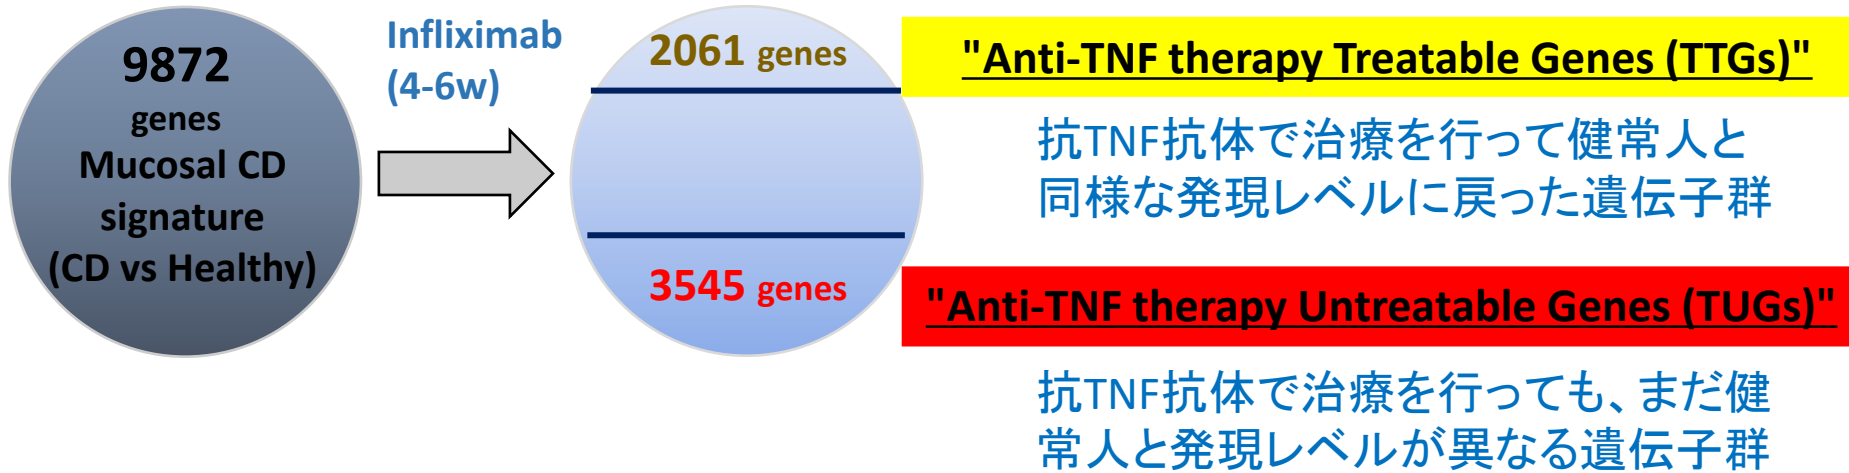 9872
genes
Mucosal CD
signature
(CD vs Healthy)
Infliximab
(4-6w)
2061 genes
3545 genes
"Anti-TNF therapy Treatable Genes (TTGs)"
抗TNF抗体で治療を行って健常人と
同様な発現レベルに戻った遺伝子群
"Anti-TNF therapy Untreatable Genes (TUGs)"
抗TNF抗体で治療を行っても、まだ健
常人と発現レベルが異なる遺伝子群